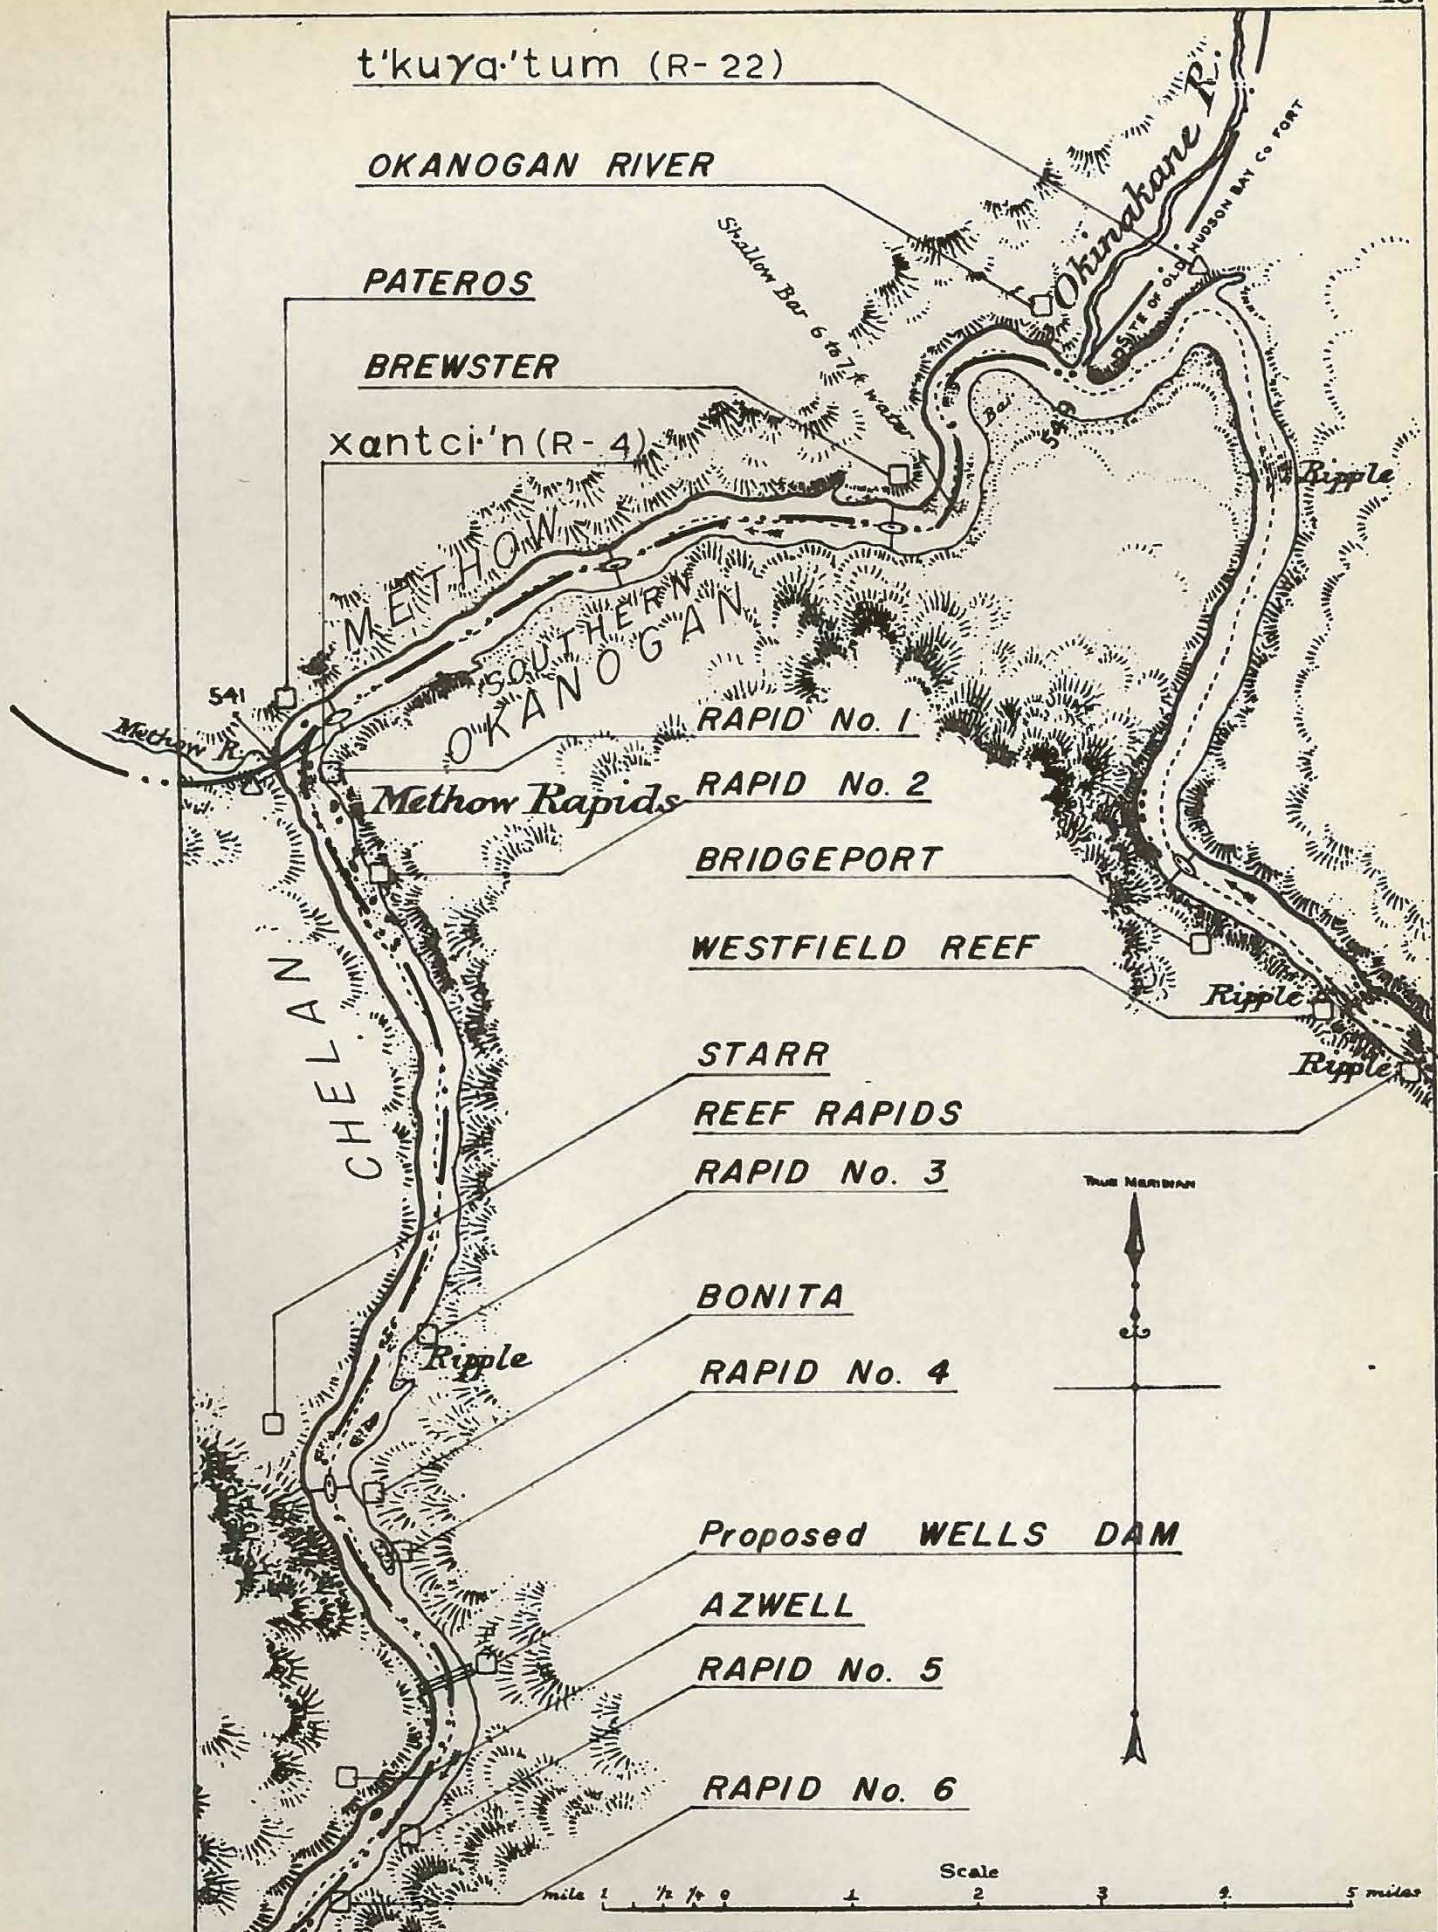 t'kuγa·'tum (R-22)
OKANOGAN RIVER
PATEROS
BREWSTER
xantci·'n (R-4)
Okinakane R.
SITE OF OLD HUDSON BAY Co FORT
Shallow Bar 6 to 7 ft water
Bar
549
Ripple
METHOW
SOUTHERN
OKANOGAN
541
Methow R.
RAPID No. 1
Methow Rapids
RAPID No. 2
BRIDGEPORT
WESTFIELD REEF
Ripple
Ripple
CHELAN
STARR
REEF RAPIDS
RAPID No. 3
TRUE MERIDIAN
BONITA
Ripple
RAPID No. 4
Proposed WELLS DAM
AZWELL
RAPID No. 5
RAPID No. 6
Scale
mile 1 1/2 1/4 0 1 2 3 4 5 miles